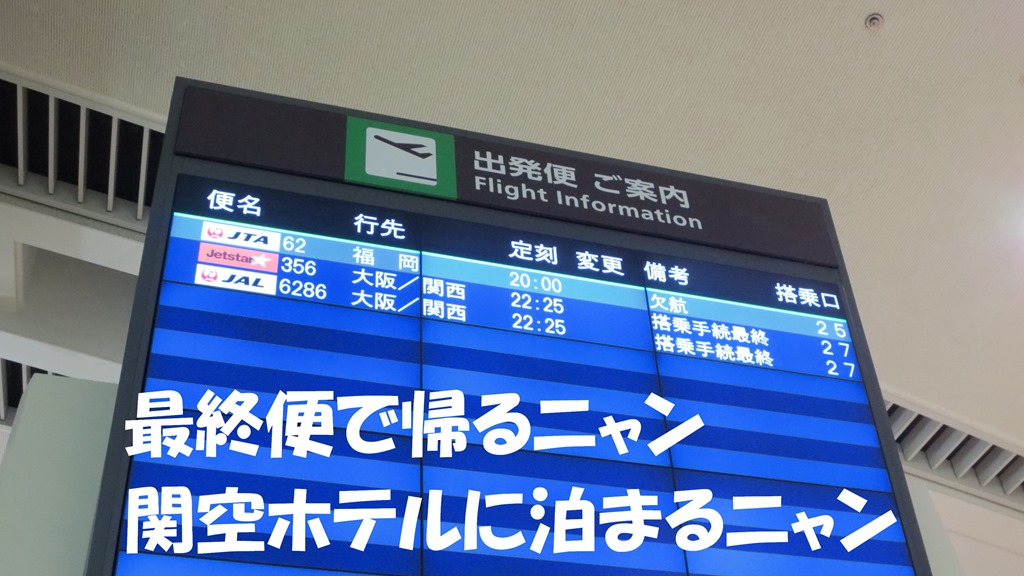 出発便 ご案内
Flight Information
便名 行先 定刻 変更 備考 搭乗口
JTA 62 福岡 20:00 欠航 25
Jetstar 356 大阪/関西 22:25 搭乗手続最終 27
JAL 6286 大阪/関西 22:25 搭乗手続最終 27
最終便で帰るニャン
関空ホテルに泊まるニャン